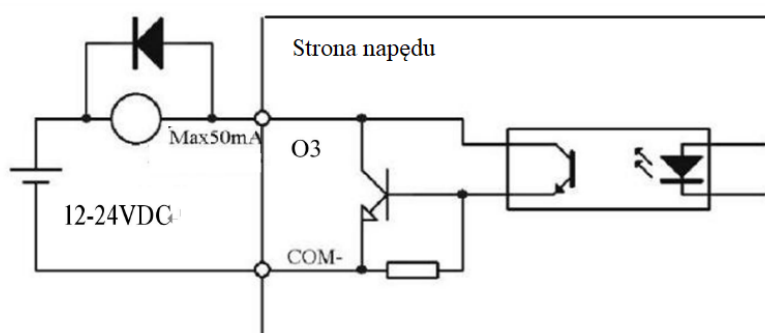 Strona napędu
Max50mA
O3
12-24VDC
COM-